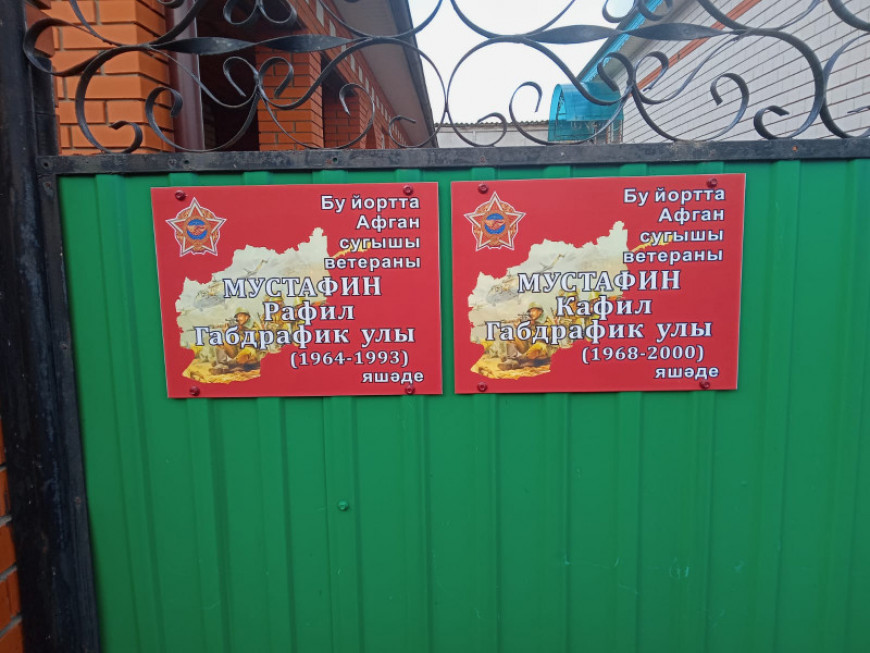 Бу йортта
Афган
сугышы
ветераны
МУСТАФИН
Рафил
Габдрафик улы
(1964-1993)
яшәде
Бу йортта
Афган
сугышы
ветераны
МУСТАФИН
Кафил
Габдрафик улы
(1968-2000)
яшәде